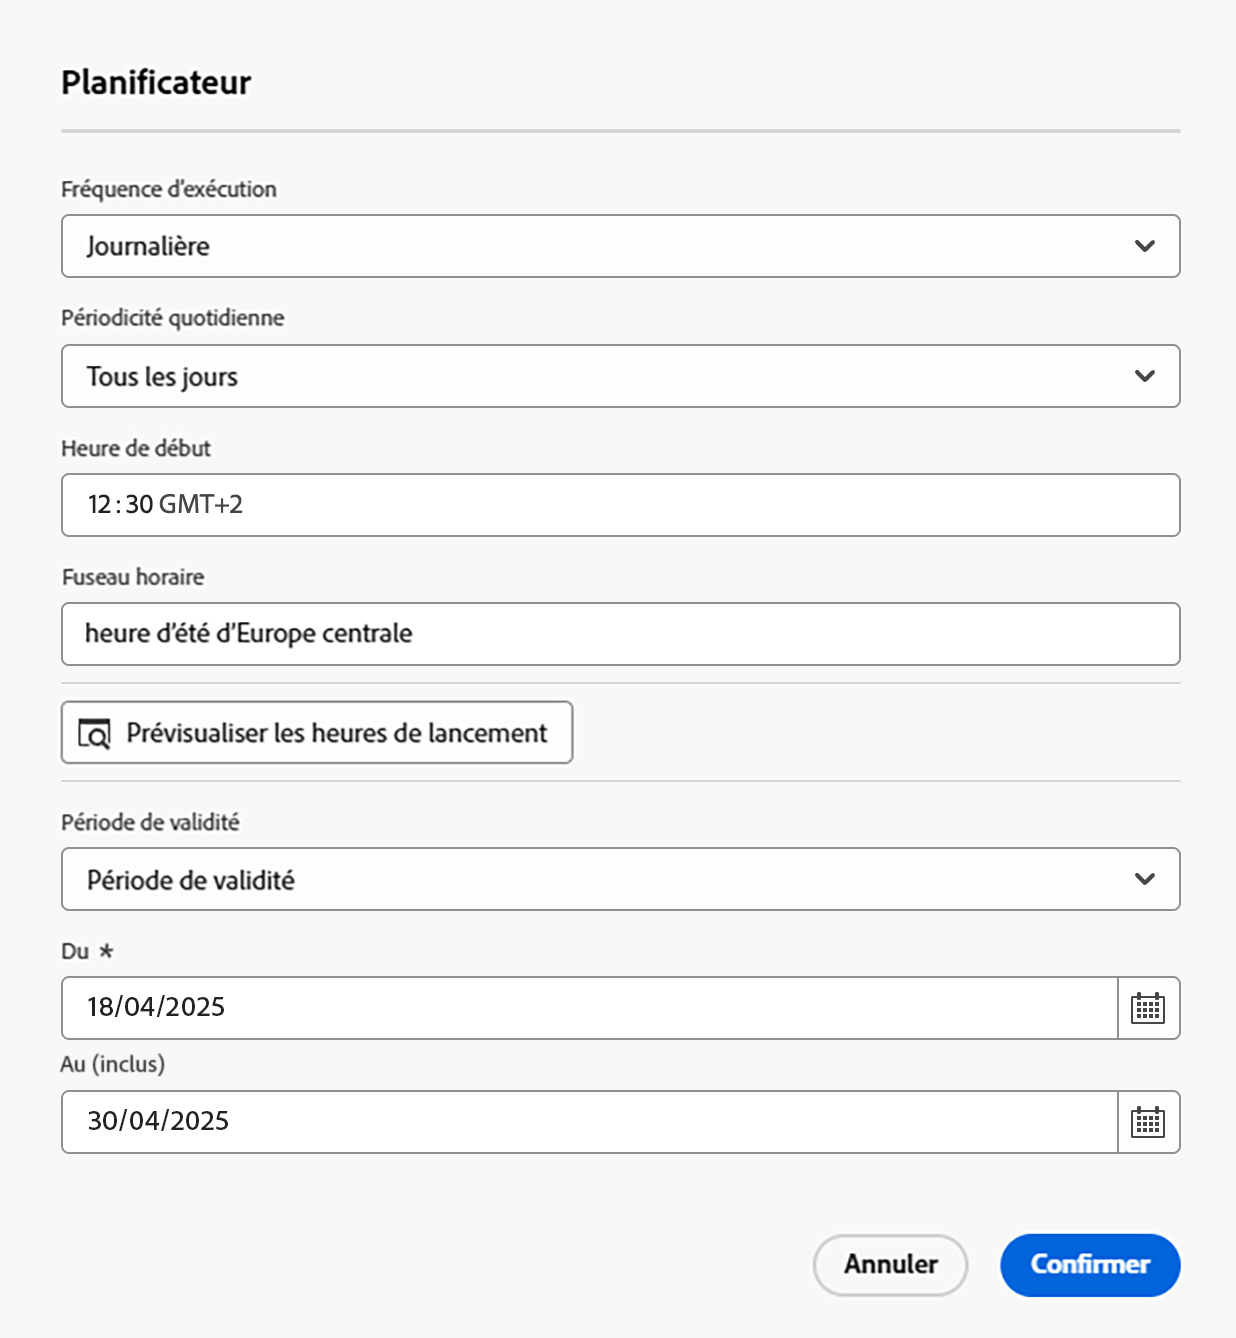 Planificateur
Fréquence d’exécution
Journalière
Périodicité quotidienne
Tous les jours
Heure de début
12:30 GMT+2
Fuseau horaire
heure d’été d’Europe centrale
Prévisualiser les heures de lancement
Période de validité
Période de validité
Du *
18/04/2025
Au (inclus)
30/04/2025
Annuler
Confirmer